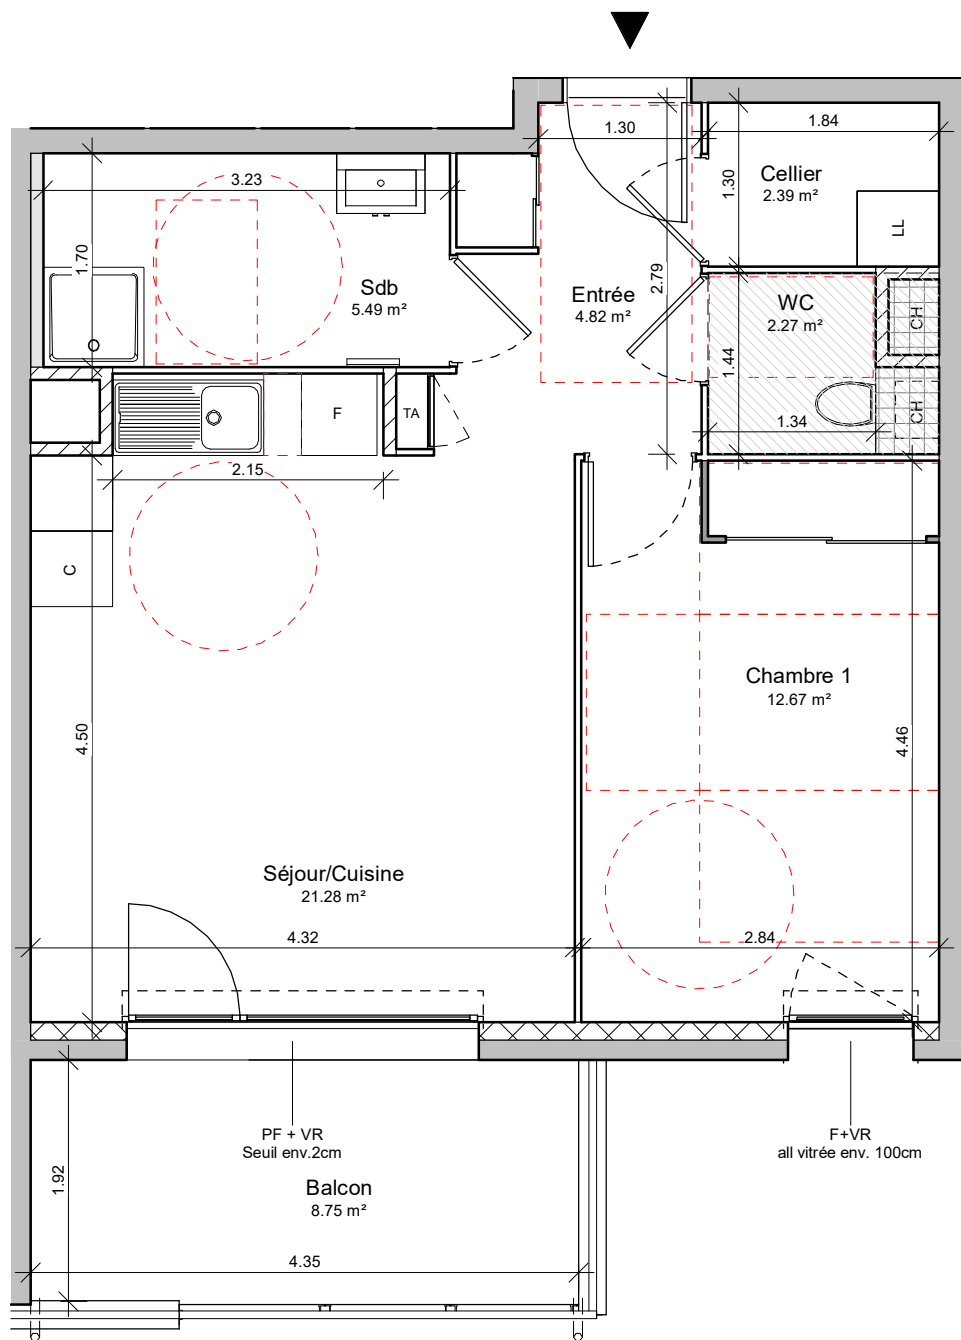 1.30
1.84
Cellier
2.39 m²
1.30
LL
3.23
1.70
Sdb
5.49 m²
Entrée
4.82 m²
2.79
WC
2.27 m²
CH
1.44
1.34
CH
F
TA
2.15
C
4.50
Chambre 1
12.67 m²
4.46
Séjour/Cuisine
21.28 m²
4.32
2.84
PF + VR
Seuil env.2cm
F+VR
all vitrée env. 100cm
1.92
Balcon
8.75 m²
4.35